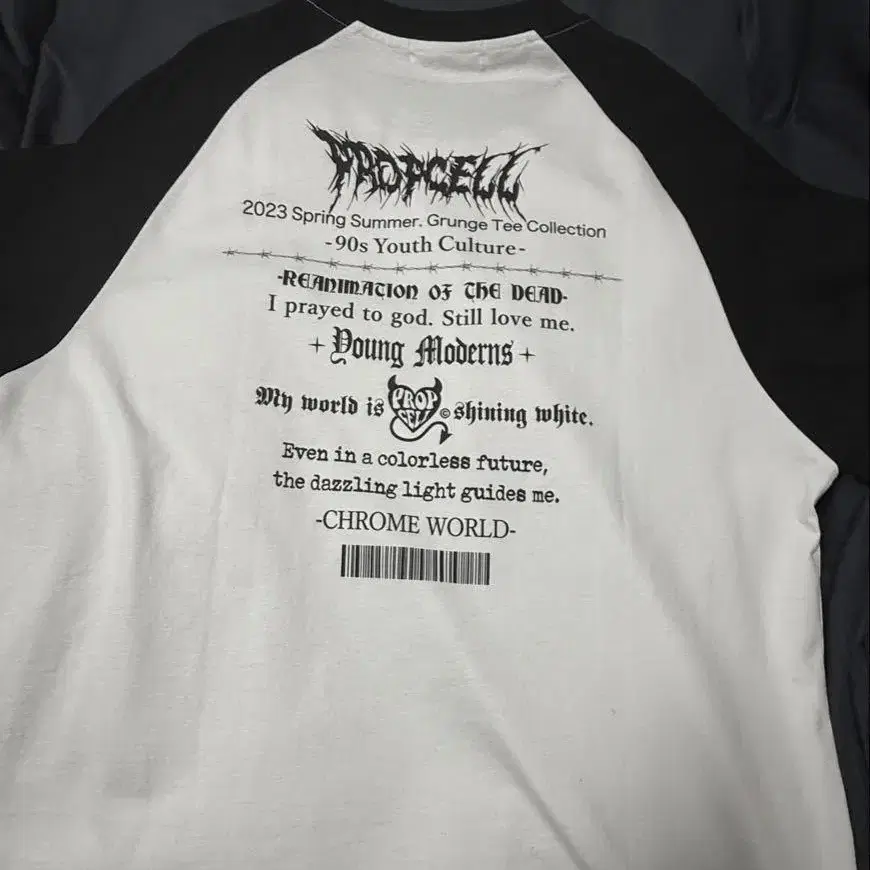 PROPCELL
2023 Spring Summer. Grunge Tee Collection
-90s Youth Culture-
-REANIMATION OF THE DEAD-
I prayed to god. Still love me.
+ Young Moderns +
My world is PROP CELL © shining white.
Even in a colorless future,
the dazzling light guides me.
-CHROME WORLD-